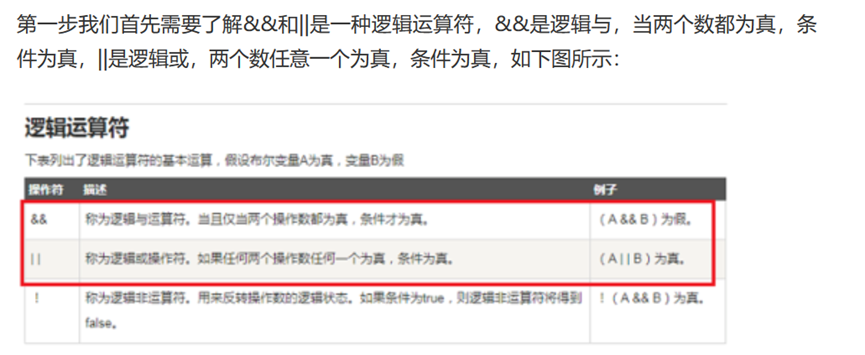 第一步我们首先需要了解&&和||是一种逻辑运算符，&&是逻辑与，当两个数都为真，条
件为真，||是逻辑或，两个数任意一个为真，条件为真，如下图所示：
逻辑运算符
下表列出了逻辑运算符的基本运算，假设布尔变量A为真，变量B为假
操作符 描述 例子
&& 称为逻辑与运算符。当且仅当两个操作数都为真，条件才为真。 （A && B）为假。
|| 称为逻辑或操作符。如果任何两个操作数任何一个为真，条件为真。 （A || B）为真。
! 称为逻辑非运算符。用来反转操作数的逻辑状态。如果条件为true，则逻辑非运算符将得到 !（A && B）为真。
false。